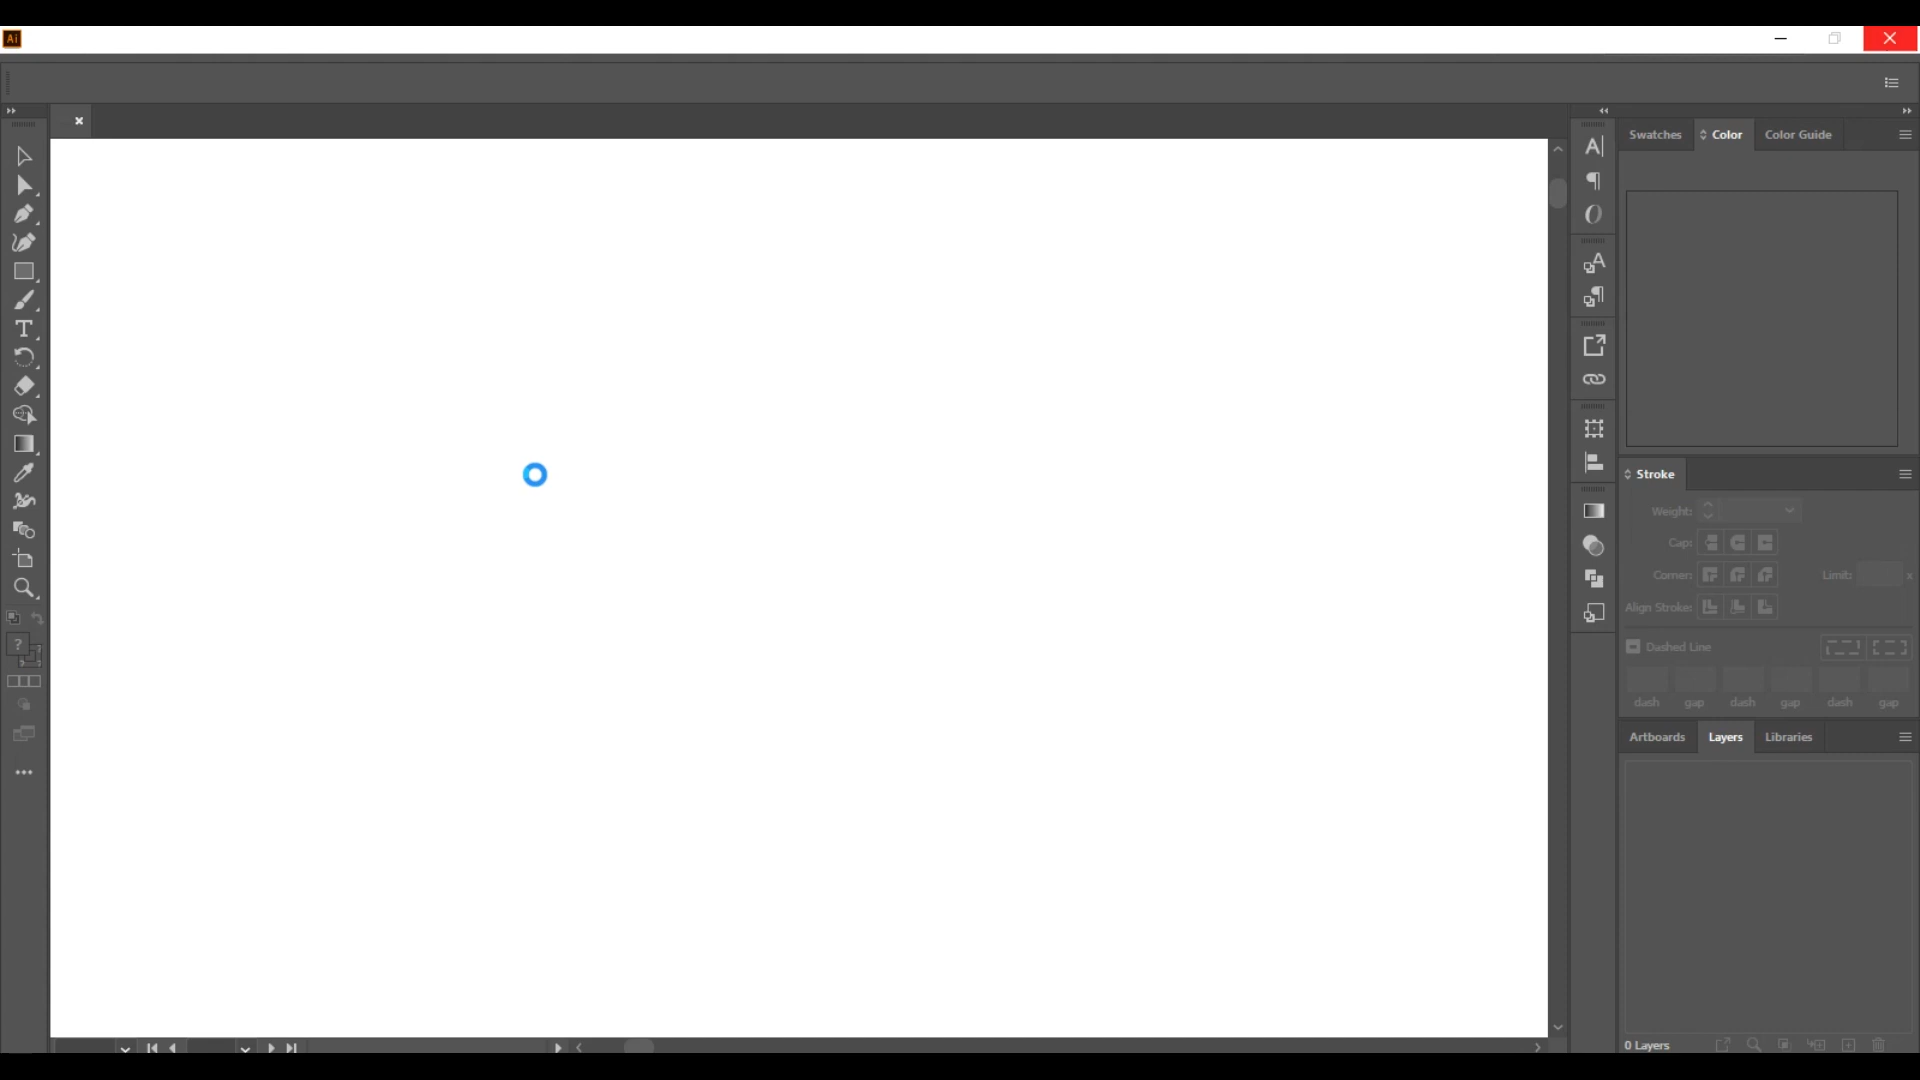 Ai
Swatches
Color
Color Guide
Stroke
Weight:
Cap:
Corner:
Limit:
x
Align Stroke:
Dashed Line
dash gap dash gap dash gap
Artboards
Layers
Libraries
0 Layers